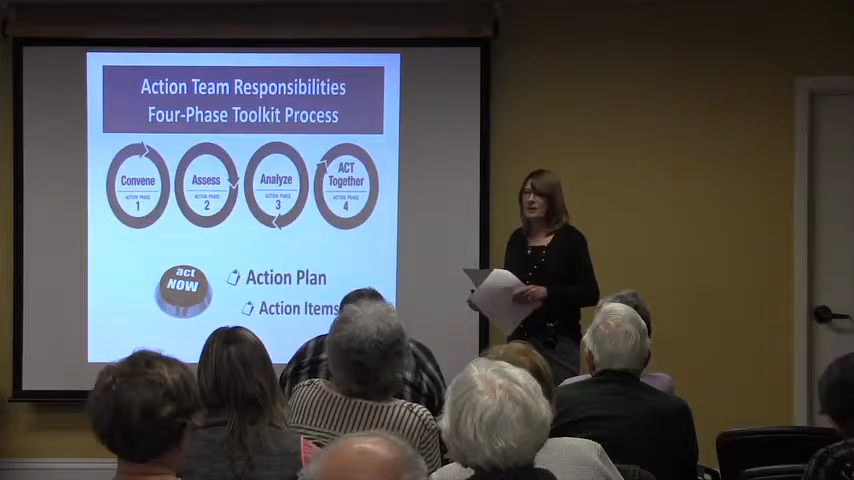 Action Team Responsibilities
Four-Phase Toolkit Process
Convene
ACTION PHASE
1
Assess
ACTION PHASE
2
Analyze
ACTION PHASE
3
ACT
Together
ACTION PHASE
4
act
NOW
Action Plan
Action Items